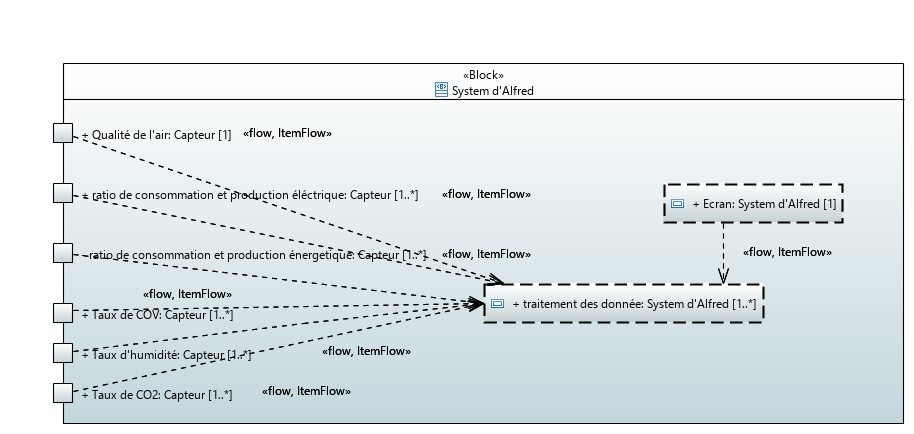 «Block»
System d'Alfred
+ Qualité de l'air: Capteur [1] «flow, ItemFlow»
+ ratio de consommation et production éléctrique: Capteur [1..*] «flow, ItemFlow»
+ Ecran: System d'Alfred [1]
-ratio de consommation et production énergetique: Capteur [1..*] «flow, ItemFlow»
«flow, ItemFlow»
«flow, ItemFlow»
+ traitement des donnée: System d'Alfred [1..*]
+ Taux de COV: Capteur [1..*]
+ Taux d'humidité: Capteur [1..*] «flow, ItemFlow»
+ Taux de CO2: Capteur [1..*] «flow, ItemFlow»